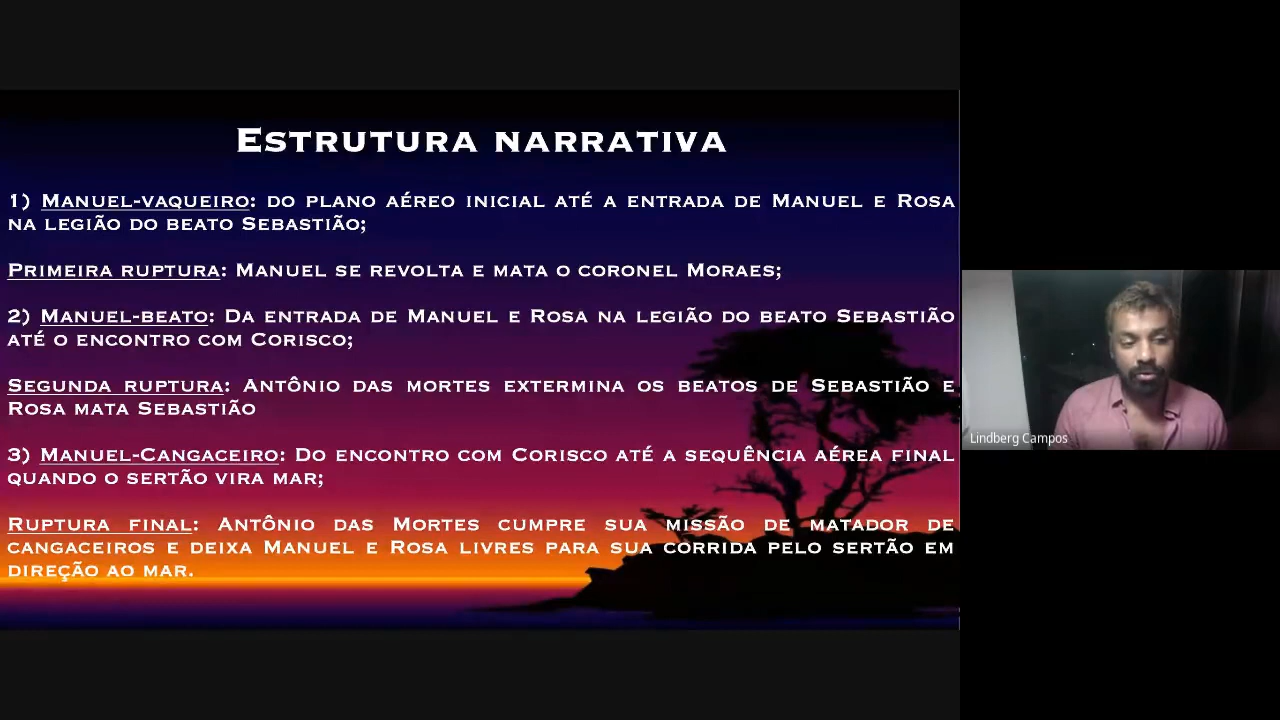 Estrutura narrativa
1) Manuel-vaqueiro: do plano aéreo inicial até a entrada de Manuel e Rosa
na legião do beato Sebastião;
Primeira ruptura: Manuel se revolta e mata o coronel Moraes;
2) Manuel-beato: Da entrada de Manuel e Rosa na legião do beato Sebastião
até o encontro com Corisco;
Segunda ruptura: Antônio das mortes extermina os beatos de Sebastião e
Rosa mata Sebastião
3) Manuel-Cangaceiro: Do encontro com Corisco até a sequência aérea final
quando o sertão vira mar;
Ruptura final: Antônio das Mortes cumpre sua missão de matador de
cangaceiros e deixa Manuel e Rosa livres para sua corrida pelo sertão em
direção ao mar.
Lindberg Campos